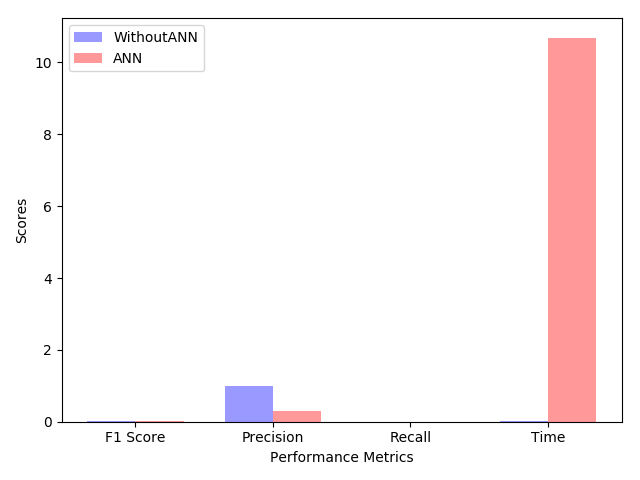 WithoutANN
ANN
Scores
10
8
6
4
2
0
F1 Score Precision Recall Time
Performance Metrics